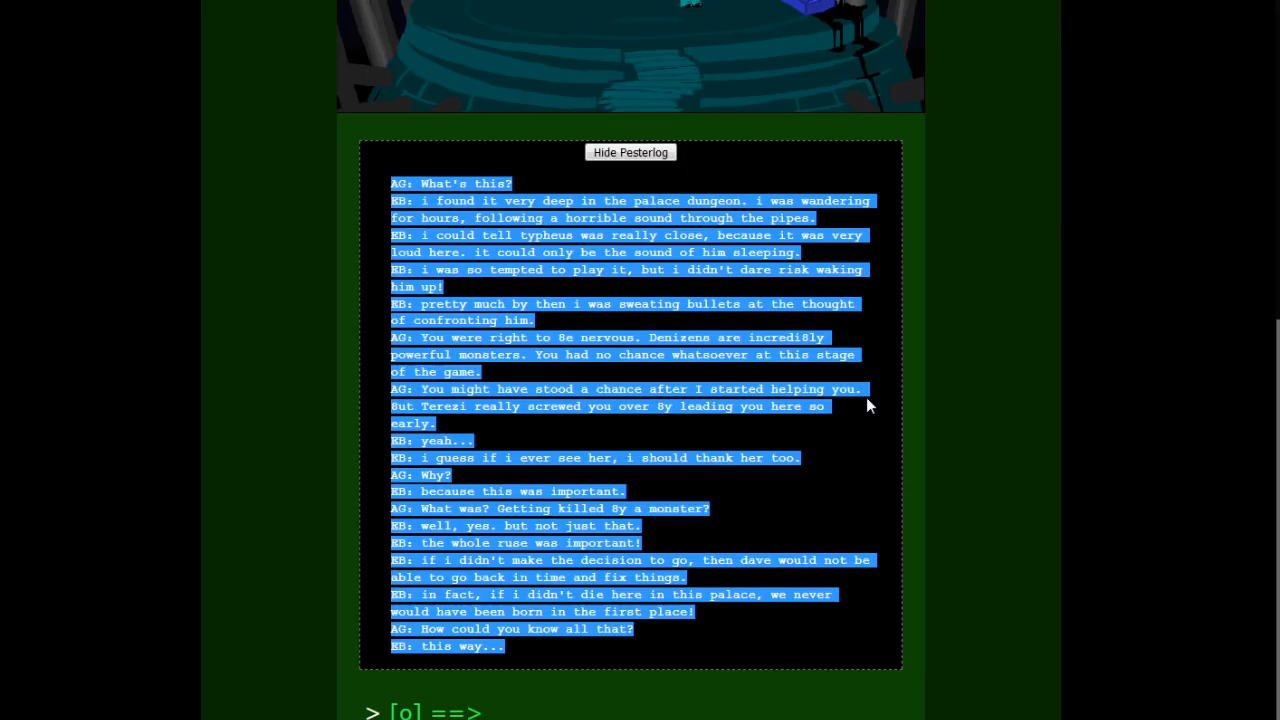 Hide Pesterlog
AG: What's this?
EB: i found it very deep in the palace dungeon. i was wandering
for hours, following a horrible sound through the pipes.
EB: i could tell typheus was really close, because it was very
loud here. it could only be the sound of him sleeping.
EB: i was so tempted to play it, but i didn't dare risk waking
him up!
EB: pretty much by then i was sweating bullets at the thought
of confronting him.
AG: You were right to 8e nervous. Denizens are incredi8ly
powerful monsters. You had no chance whatsoever at this stage
of the game.
AG: You might have stood a chance after I started helping you.
8ut Terezi really screwed you over 8y leading you here so
early.
EB: yeah...
EB: i guess if i ever see her, i should thank her too.
AG: Why?
EB: because this was important.
AG: What was? Getting killed 8y a monster?
EB: well, yes. but not just that.
EB: the whole ruse was important!
EB: if i didn't make the decision to go, then dave would not be
able to go back in time and fix things.
EB: in fact, if i didn't die here in this palace, we never
would have been born in the first place!
AG: How could you know all that?
EB: this way...
> [o] ==>